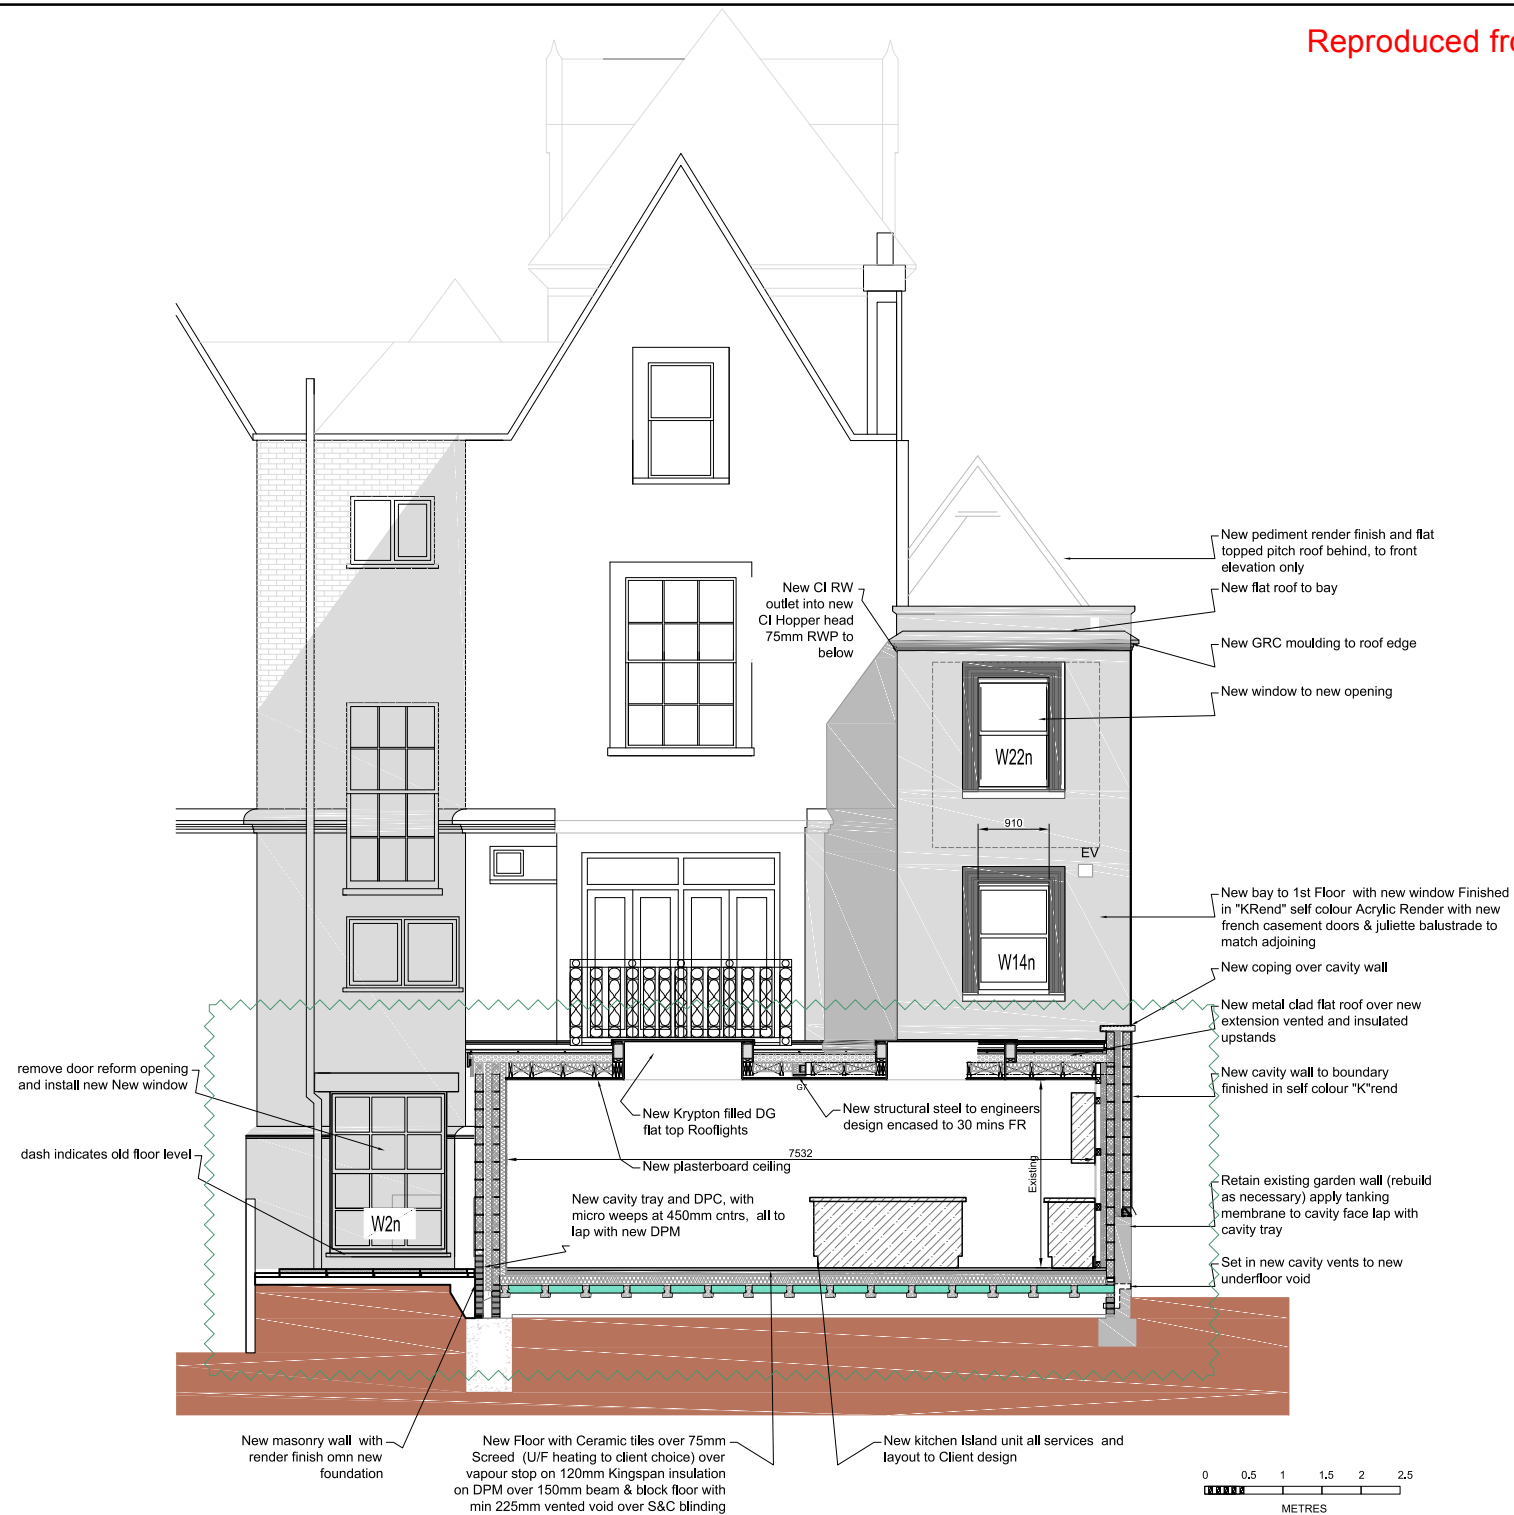 Reproduced fro
New pediment render finish and flat
topped pitch roof behind, to front
elevation only
New flat roof to bay
New CI RW
outlet into new
CI Hopper head
75mm RWP to
below
New GRC moulding to roof edge
New window to new opening
W22n
910
EV
New bay to 1st Floor with new window Finished
in "KRend" self colour Acrylic Render with new
french casement doors & juliette balustrade to
match adjoining
W14n
New coping over cavity wall
New metal clad flat roof over new
extension vented and insulated
upstands
remove door reform opening
and install new New window
New cavity wall to boundary
finished in self colour "K"rend
G7
New Krypton filled DG
flat top Rooflights
New structural steel to engineers
design encased to 30 mins FR
dash indicates old floor level
7532
New plasterboard ceiling
Existing
Retain existing garden wall (rebuild
as necessary) apply tanking
membrane to cavity face lap with
cavity tray
New cavity tray and DPC, with
micro weeps at 450mm cntrs, all to
lap with new DPM
W2n
Set in new cavity vents to new
underfloor void
New masonry wall with
render finish omn new
foundation
New Floor with Ceramic tiles over 75mm
Screed (U/F heating to client choice) over
vapour stop on 120mm Kingspan insulation
on DPM over 150mm beam & block floor with
min 225mm vented void over S&C blinding
New kitchen Island unit all services and
layout to Client design
0 0.5 1 1.5 2 2.5
METRES